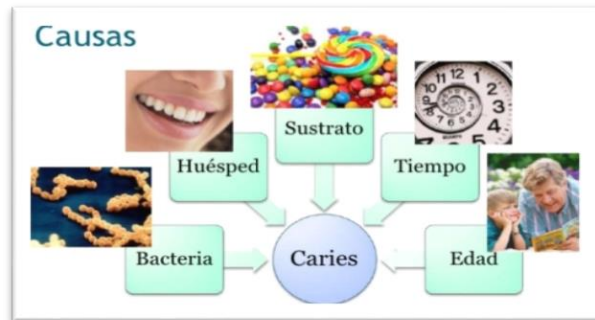 Causas
Sustrato
Huésped
Tiempo
Bacteria
Caries
Edad